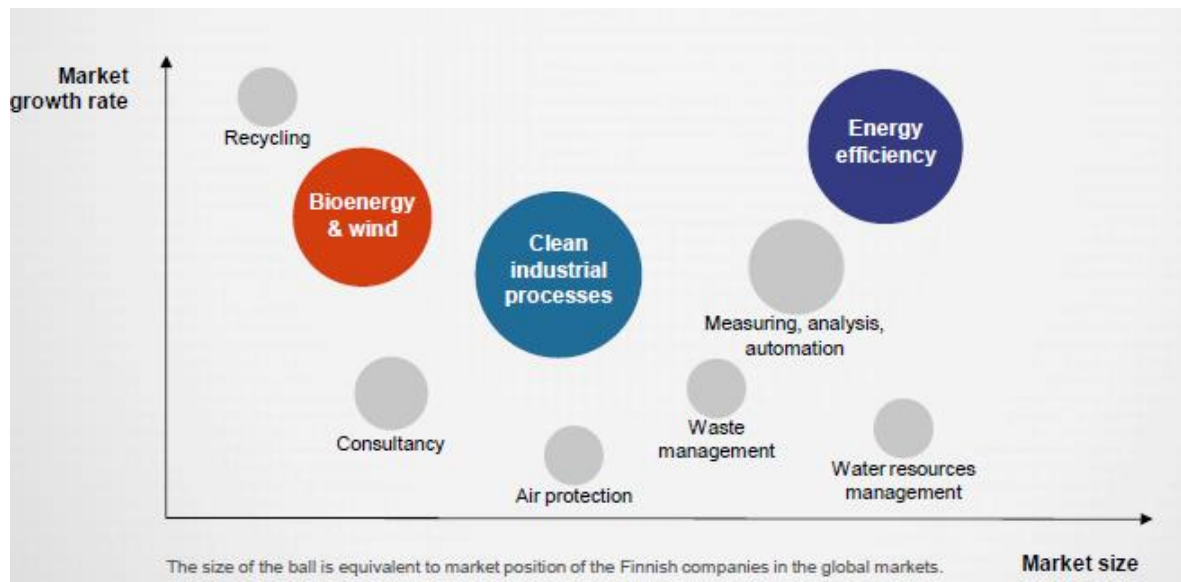 Market
growth rate
Recycling
Bioenergy
& wind
Energy
efficiency
Clean
industrial
processes
Measuring, analysis,
automation
Consultancy
Waste
management
Air protection
Water resources
management
The size of the ball is equivalent to market position of the Finnish companies in the global markets.
Market size